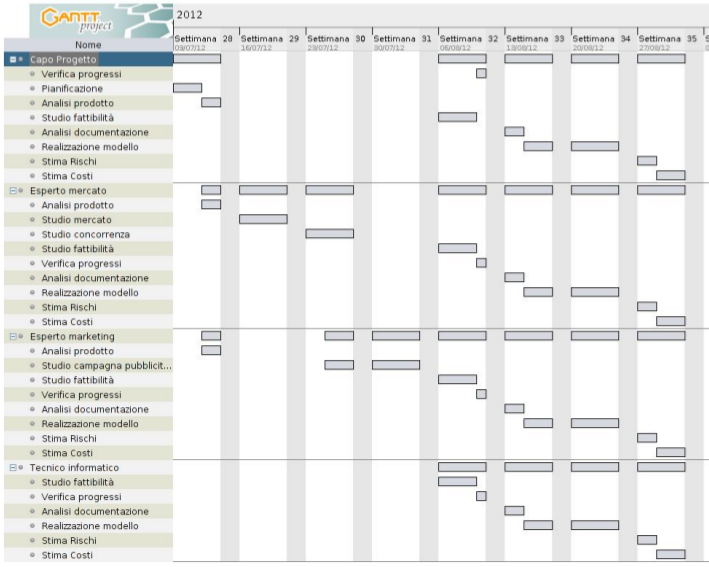 GANTT
project
2012
Nome
Settimana 28 Settimana 29 Settimana 30 Settimana 31 Settimana 32 Settimana 33 Settimana 34 Settimana 35
09/07/12 16/07/12 23/07/12 30/07/12 06/08/12 13/08/12 20/08/12 27/08/12
Capo Progetto
Verifica progressi
Pianificazione
Analisi prodotto
Studio fattibilità
Analisi documentazione
Realizzazione modello
Stima Rischi
Stima Costi
Esperto mercato
Analisi prodotto
Studio mercato
Studio concorrenza
Studio fattibilità
Verifica progressi
Analisi documentazione
Realizzazione modello
Stima Rischi
Stima Costi
Esperto marketing
Analisi prodotto
Studio campagna pubblicit...
Studio fattibilità
Verifica progressi
Analisi documentazione
Realizzazione modello
Stima Rischi
Stima Costi
Tecnico informatico
Studio fattibilità
Verifica progressi
Analisi documentazione
Realizzazione modello
Stima Rischi
Stima Costi